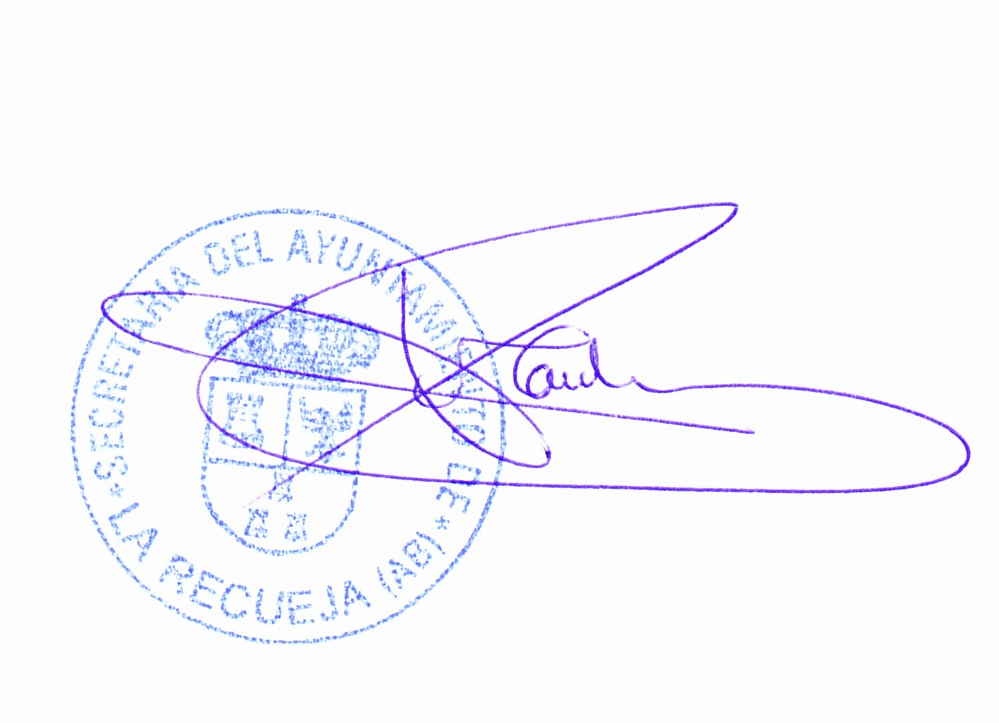 SECRETARIA DEL AYUNTAMIENTO DE
* LA RECUEJA (AB) *